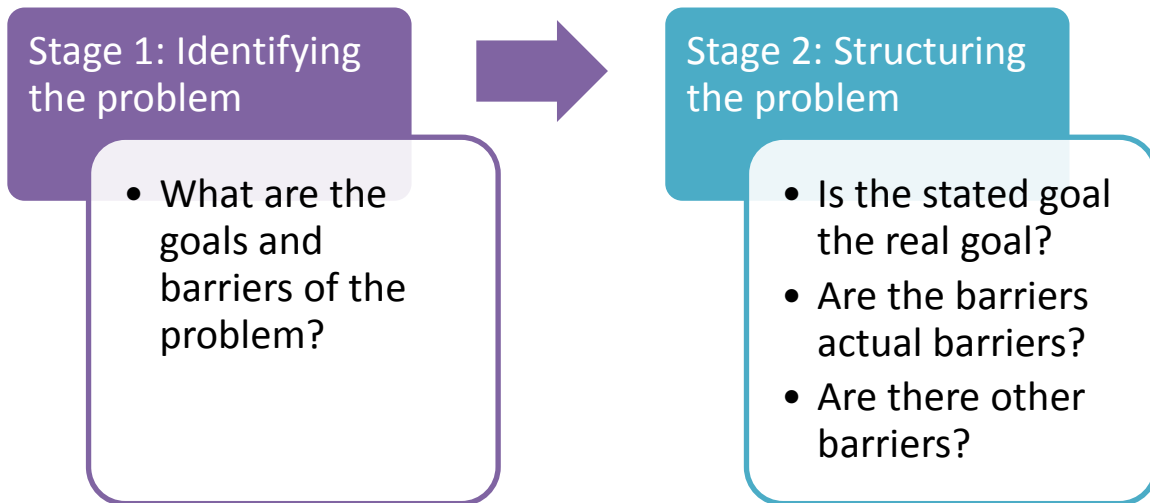 Stage 1: Identifying
the problem
• What are the
goals and
barriers of the
problem?
Stage 2: Structuring
the problem
• Is the stated goal
the real goal?
• Are the barriers
actual barriers?
• Are there other
barriers?